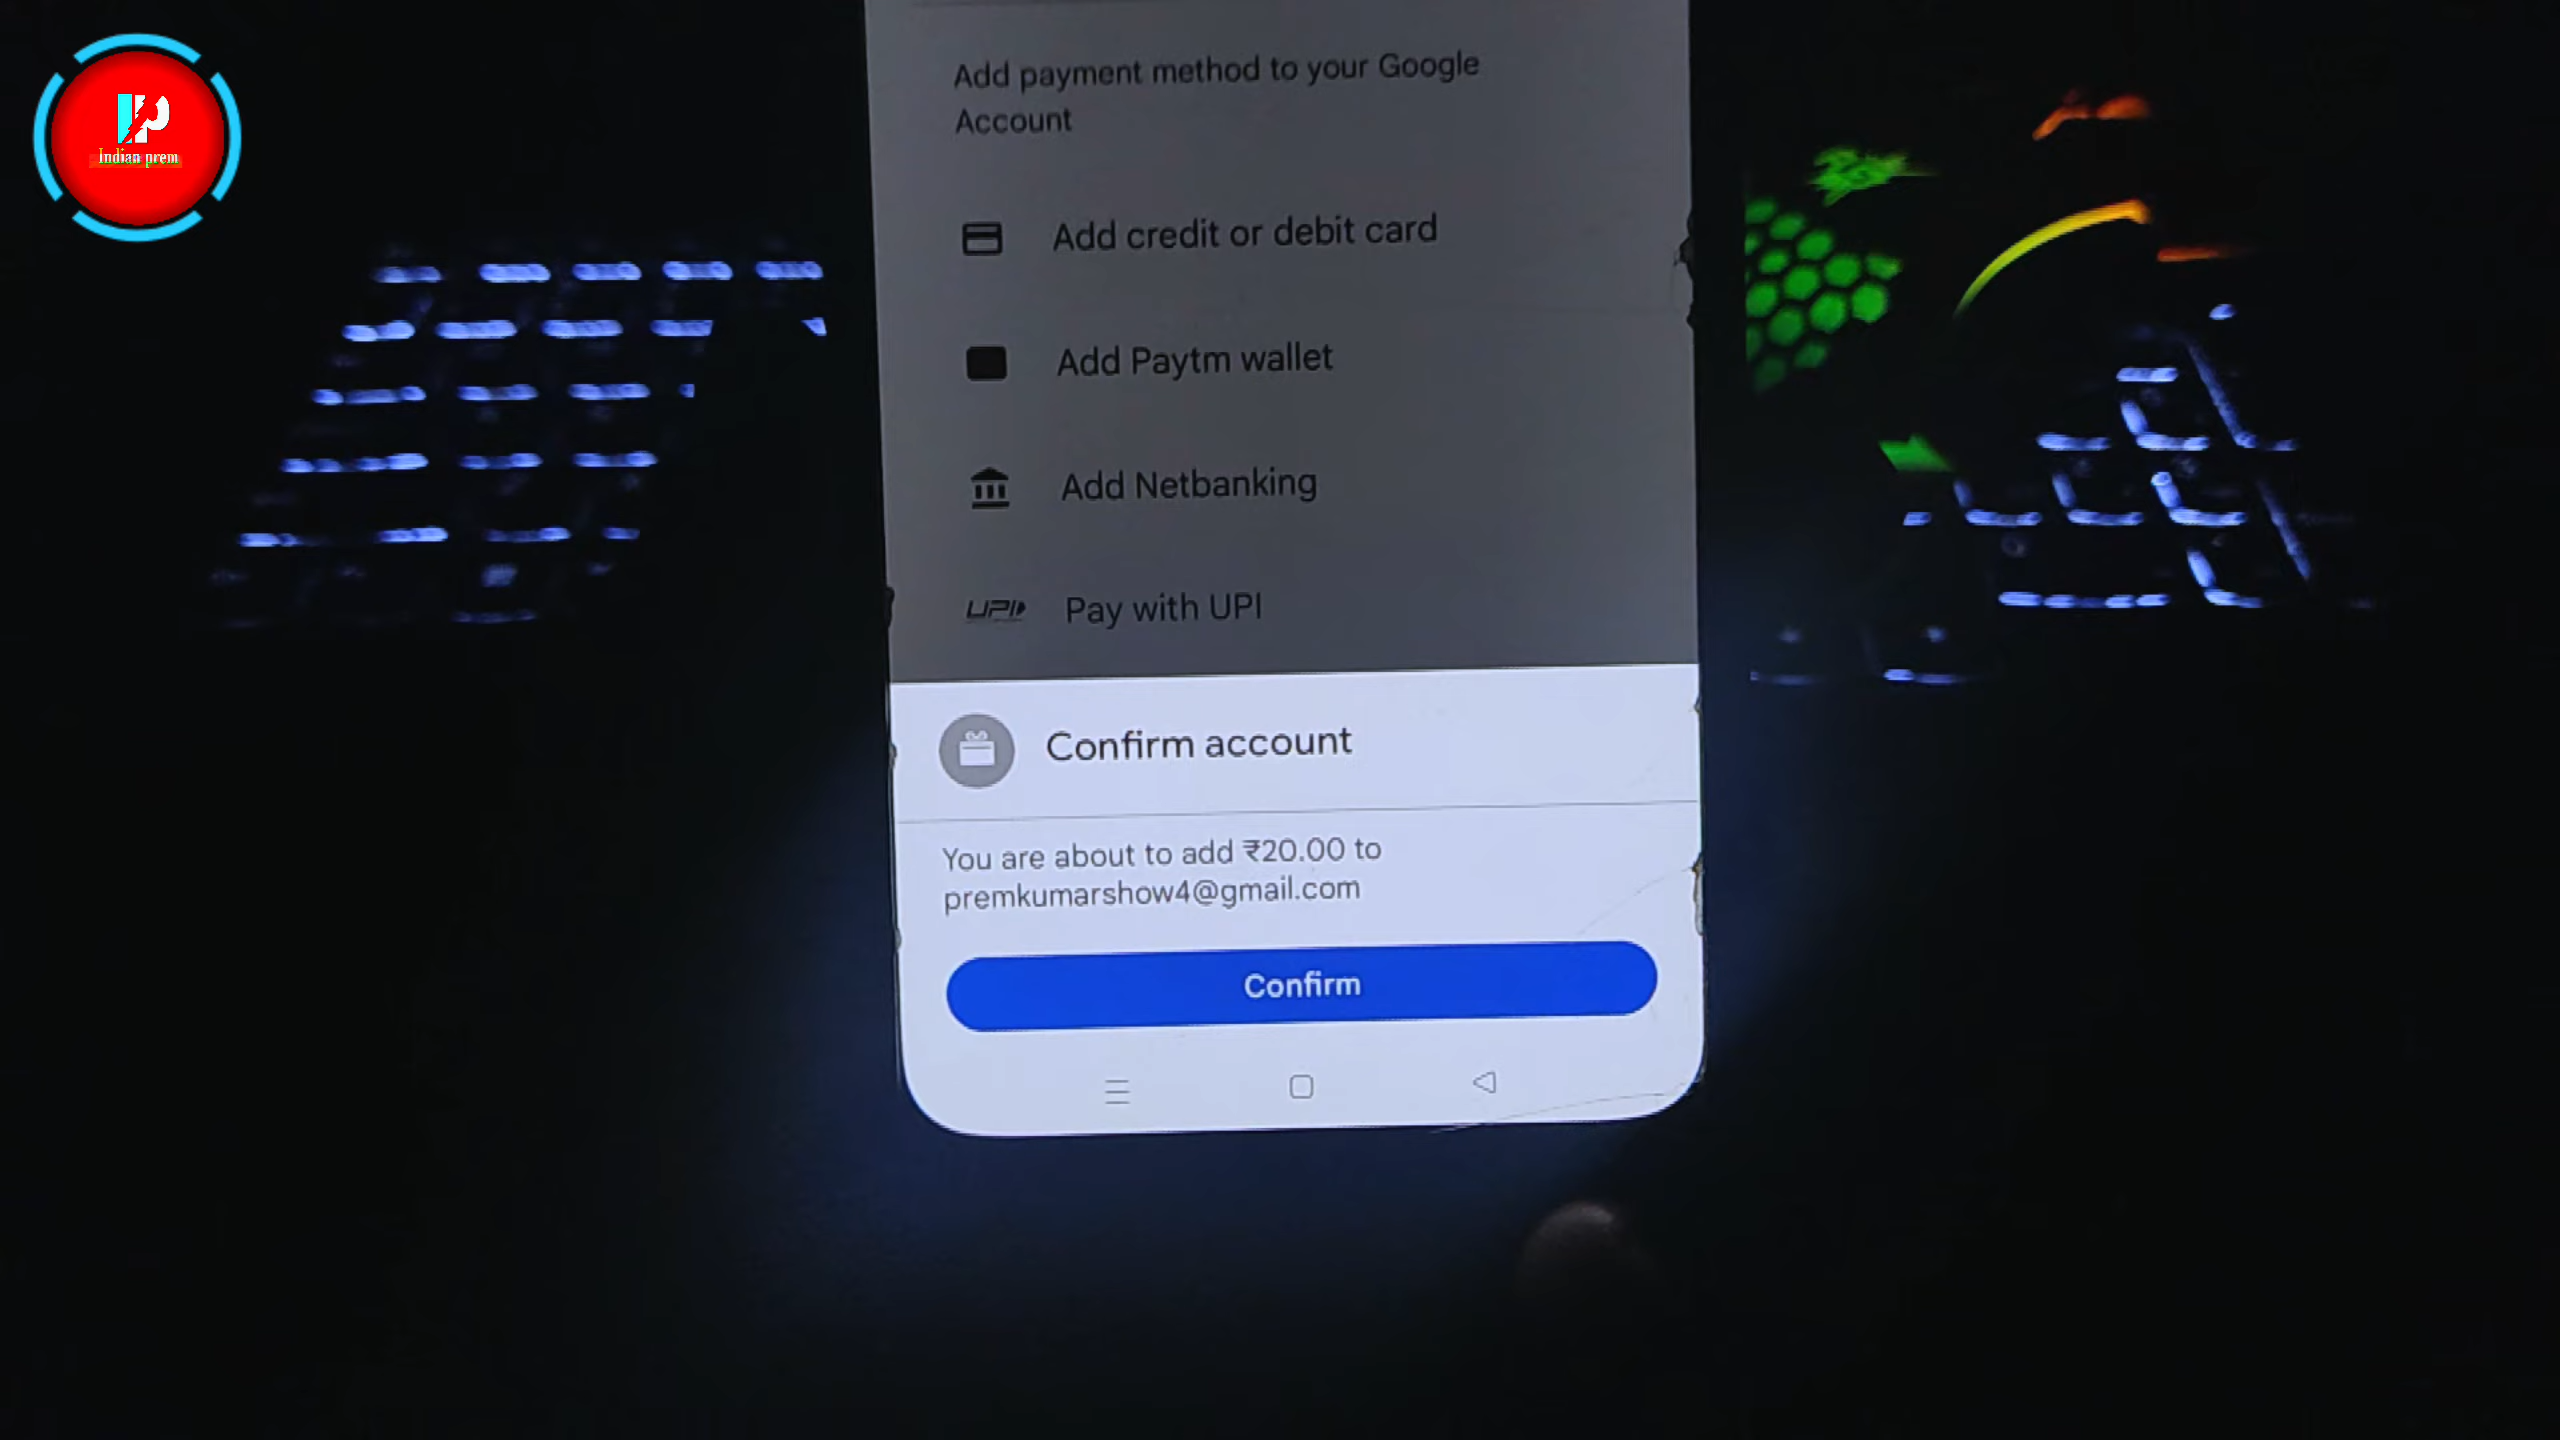 Indian prem
Add payment method to your Google
Account
Add credit or debit card
Add Paytm wallet
Add Netbanking
UPI Pay with UPI
Confirm account
You are about to add ₹20.00 to
premkumarshow4@gmail.com
Confirm